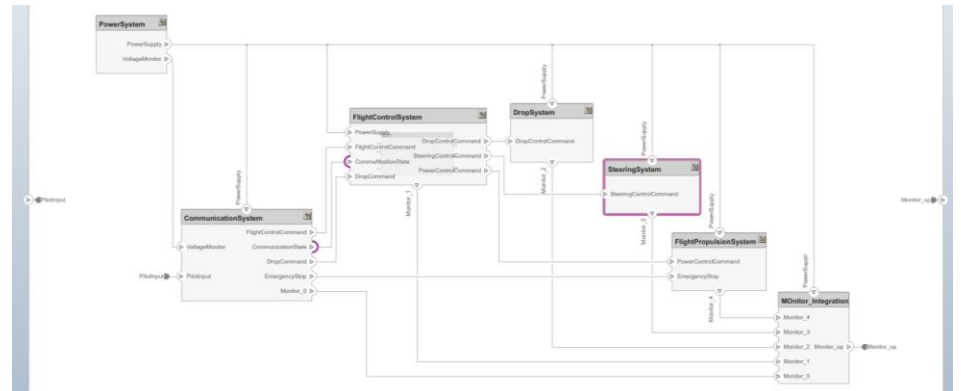 PowerSystem
PowerSupply
VoltageMonitor
PowerSupply
PowerSupply
PowerSupply
PowerSupply
PowerSuppl
FlightControlSystem
PowerSupply
FlightControlCommand
CommunicationState
DropCommand
DropControlCommand
SteeringControlCommand
PowerControlCommand
Monitor_1
DropSystem
DropControlCommand
Monitor_2
SteeringSystem
SteeringControlCommand
Monitor_3
PilotInput
Monitor_op
CommunicationSystem
FlightControlCommand
VoltageMonitor
CommunicationState
DropCommand
PilotInput
PilotInput
EmergencyStop
Monitor_0
FlightPropulsionSystem
PowerControlCommand
EmergencyStop
Monitor_4
MOnitor_Integration
Monitor_4
Monitor_3
Monitor_2
Monitor_op
Monitor_op
Monitor_1
Monitor_0